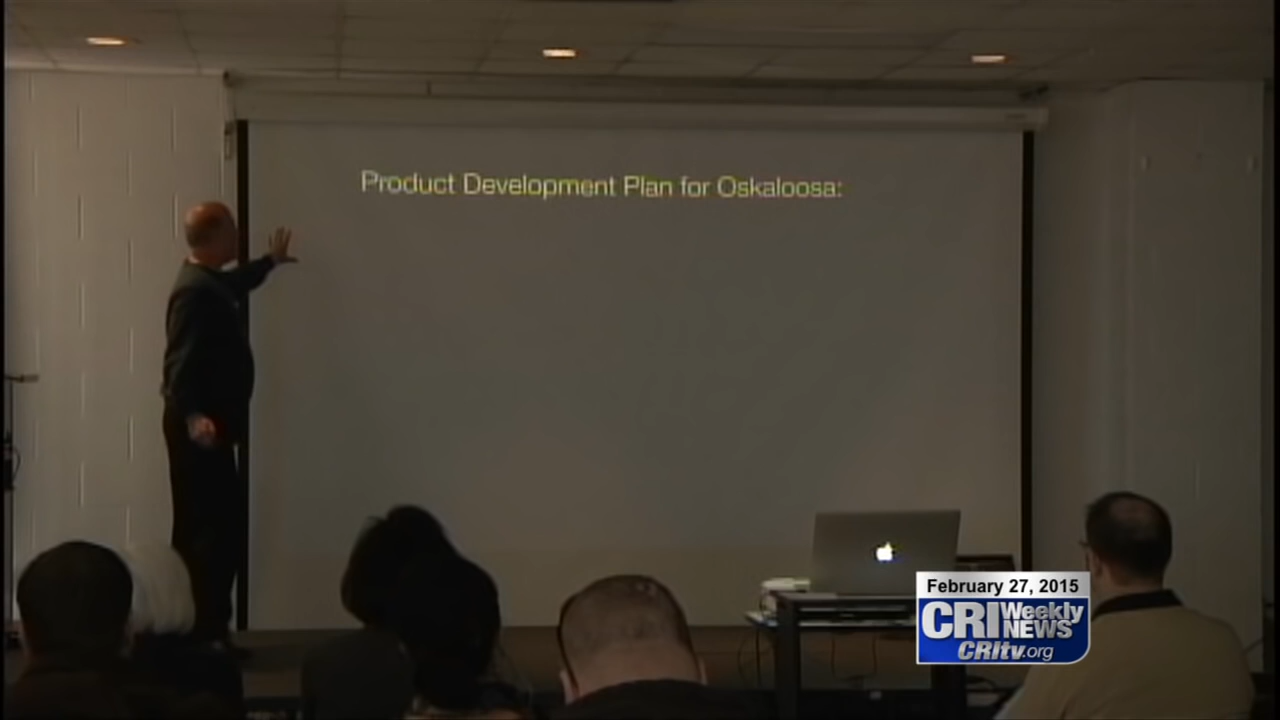 Product Development Plan for Oskaloosa:
February 27, 2015
CRI Weekly
NEWS
CRItv.org